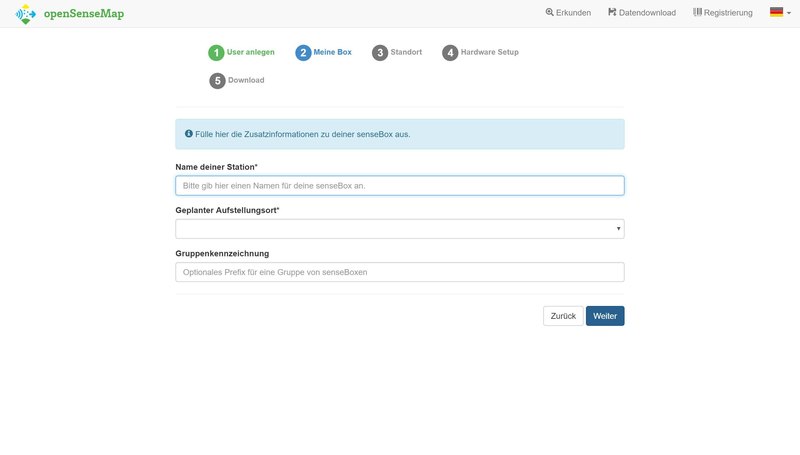 openSenseMap
Erkunden
Datendownload
Registrierung
1 User anlegen
2 Meine Box
3 Standort
4 Hardware Setup
5 Download
Fülle hier die Zusatzinformationen zu deiner senseBox aus.
Name deiner Station*
Bitte gib hier einen Namen für deine senseBox an.
Geplanter Aufstellungsort*
Gruppenkennzeichnung
Optionales Prefix für eine Gruppe von senseBoxen
Zurück
Weiter